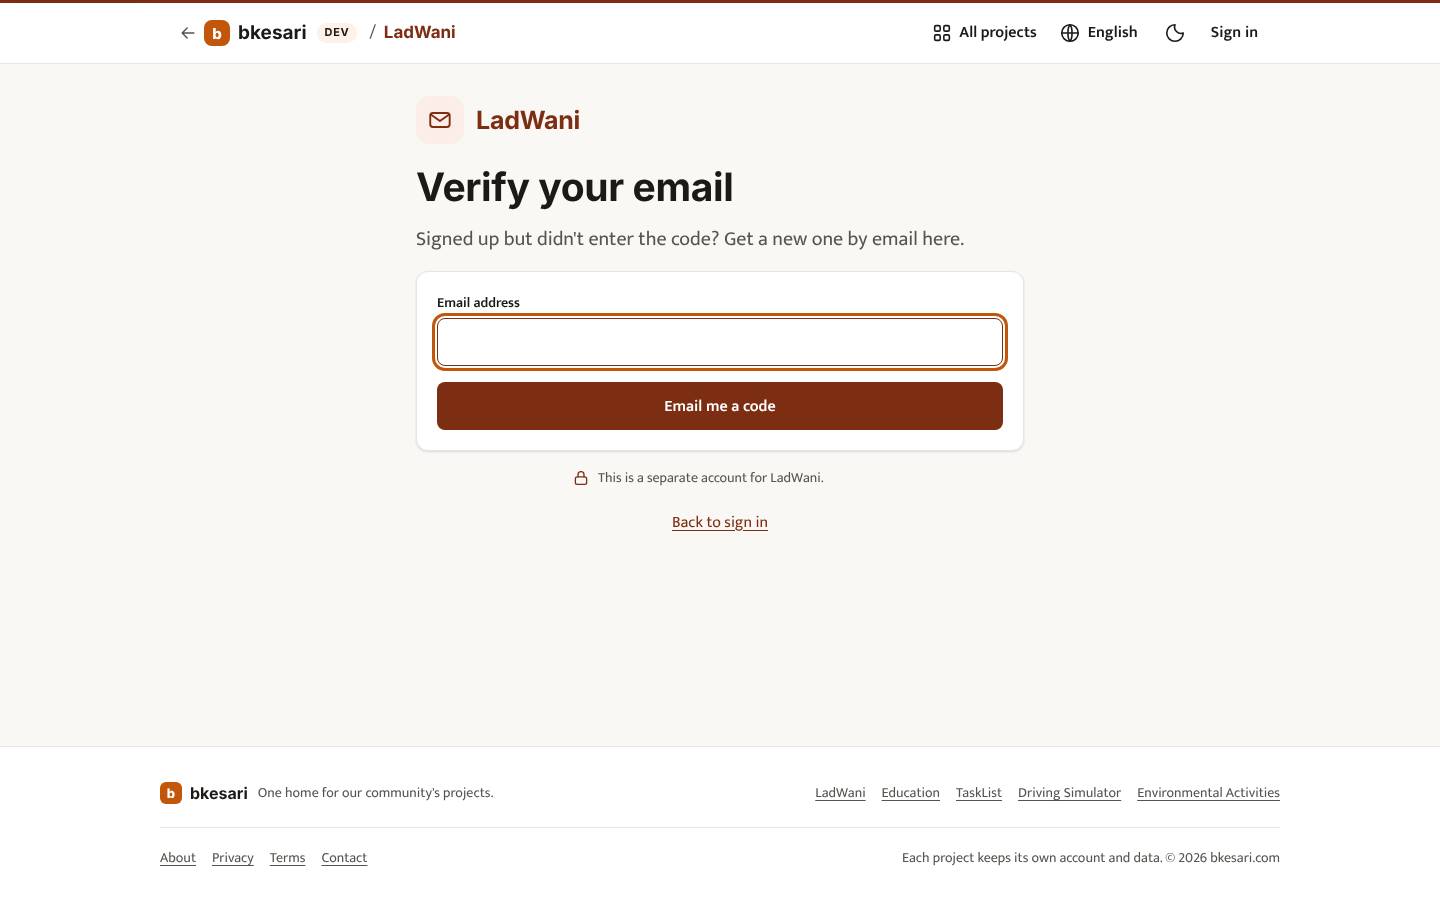 b bkesari DEV / LadWani
All projects English Sign in
LadWani
Verify your email
Signed up but didn't enter the code? Get a new one by email here.
Email address
Email me a code
This is a separate account for LadWani.
Back to sign in
b bkesari One home for our community's projects.
LadWani Education TaskList Driving Simulator Environmental Activities
About Privacy Terms Contact
Each project keeps its own account and data. © 2026 bkesari.com